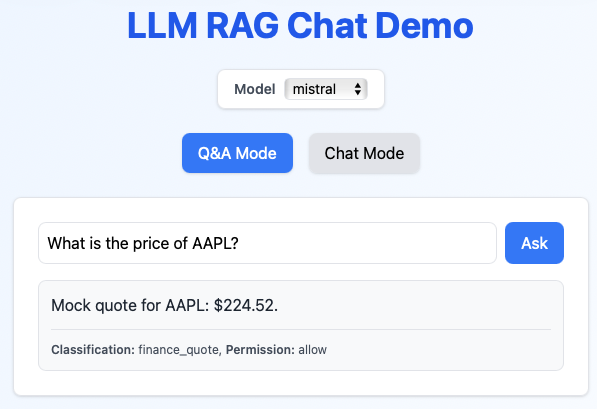 LLM RAG Chat Demo
Model mistral
Q&A Mode Chat Mode
What is the price of AAPL? Ask
Mock quote for AAPL: $224.52.
Classification: finance_quote, Permission: allow